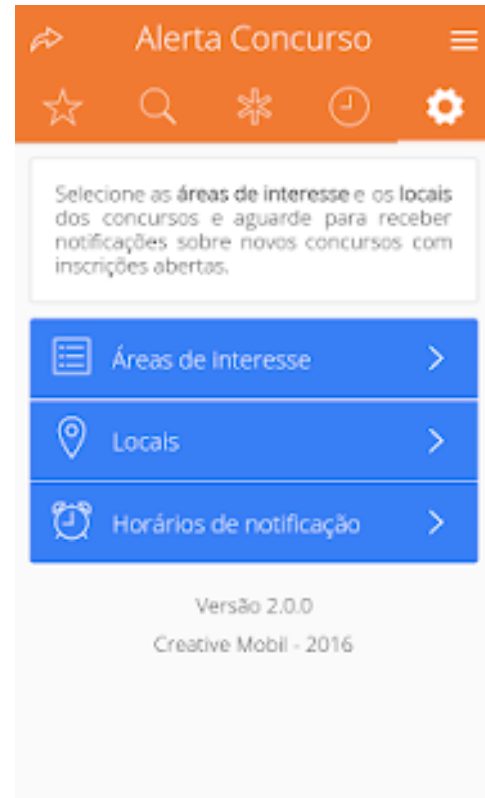 Alerta Concurso
Selecione as áreas de interesse e os locais
dos concursos e aguarde para receber
notificações sobre novos concursos com
inscrições abertas.
Áreas de interesse
Locais
Horários de notificação
Versão 2.0.0
Creative Mobil - 2016